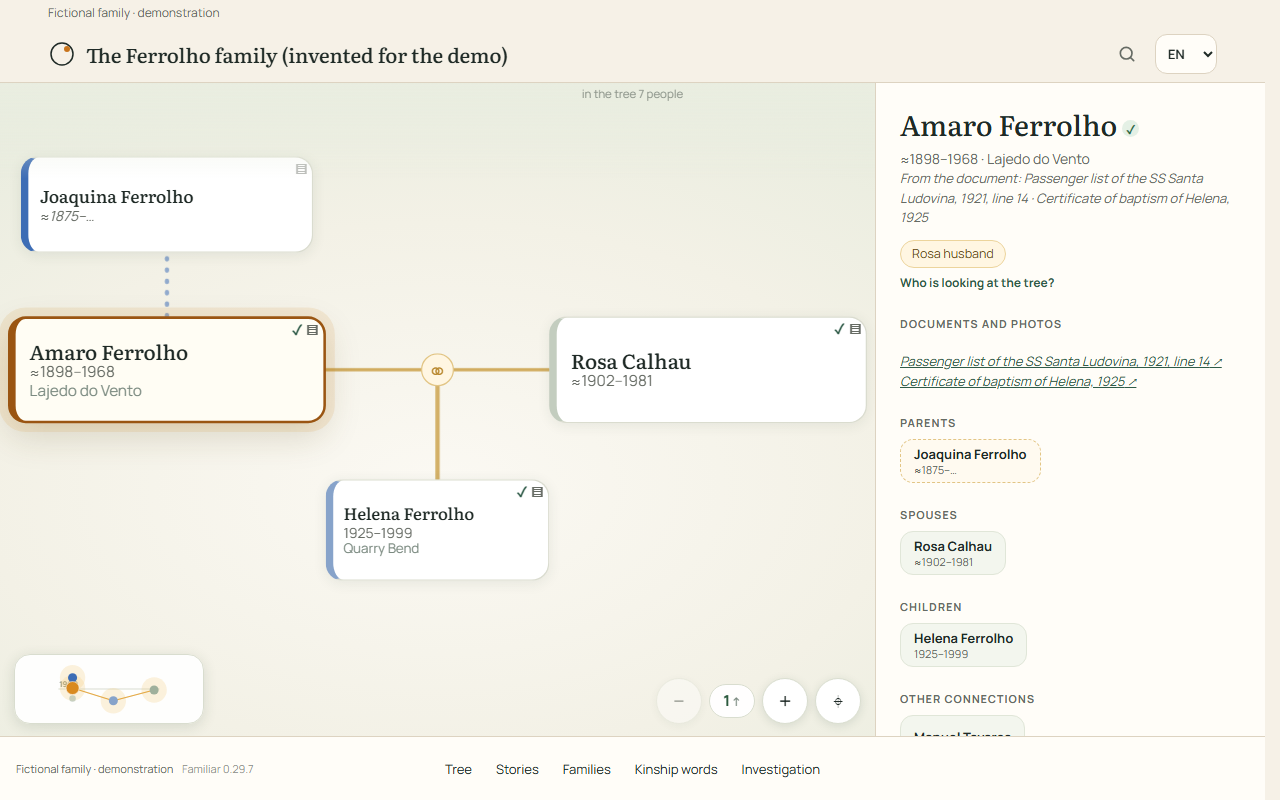 Fictional family · demonstration
The Ferrolho family (invented for the demo)
EN
in the tree 7 people
Joaquina Ferrolho
≈1875–…
Amaro Ferrolho
≈1898–1968
Lajedo do Vento
Rosa Calhau
≈1902–1981
Helena Ferrolho
1925–1999
Quarry Bend
1↑
Amaro Ferrolho ✓
≈1898–1968 · Lajedo do Vento
From the document: Passenger list of the SS Santa
Ludovina, 1921, line 14 · Certificate of baptism of Helena,
1925
Rosa husband
Who is looking at the tree?
DOCUMENTS AND PHOTOS
Passenger list of the SS Santa Ludovina, 1921, line 14 ↗
Certificate of baptism of Helena, 1925 ↗
PARENTS
Joaquina Ferrolho
≈1875–…
SPOUSES
Rosa Calhau
≈1902–1981
CHILDREN
Helena Ferrolho
1925–1999
OTHER CONNECTIONS
Fictional family · demonstration Familiar 0.29.7
Tree Stories Families Kinship words Investigation